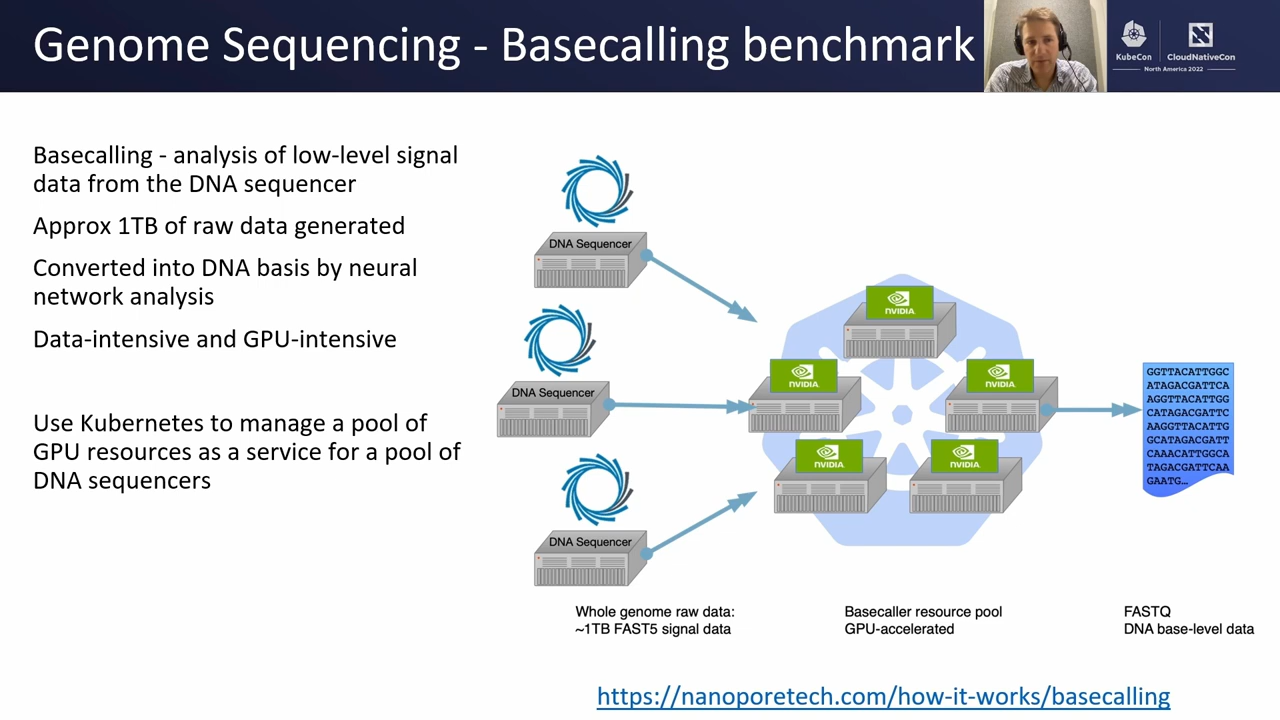 Genome Sequencing - Basecalling benchmark
KubeCon
CloudNativeCon
North America 2022
Basecalling - analysis of low-level signal
data from the DNA sequencer
Approx 1TB of raw data generated
Converted into DNA basis by neural
network analysis
Data-intensive and GPU-intensive
Use Kubernetes to manage a pool of
GPU resources as a service for a pool of
DNA sequencers
DNA Sequencer
DNA Sequencer
DNA Sequencer
NVIDIA
NVIDIA
NVIDIA
NVIDIA
NVIDIA
GGTTACATTGGC
ATAGACGATTCA
AGGTTACATTGG
CATAGACGATTC
AAGGTTACATTG
GCATAGACGATT
CAAACATTGGCA
TAGACGATTCAA
GAATG...
Whole genome raw data:
~1TB FAST5 signal data
Basecaller resource pool
GPU-accelerated
FASTQ
DNA base-level data
https://nanoporetech.com/how-it-works/basecalling